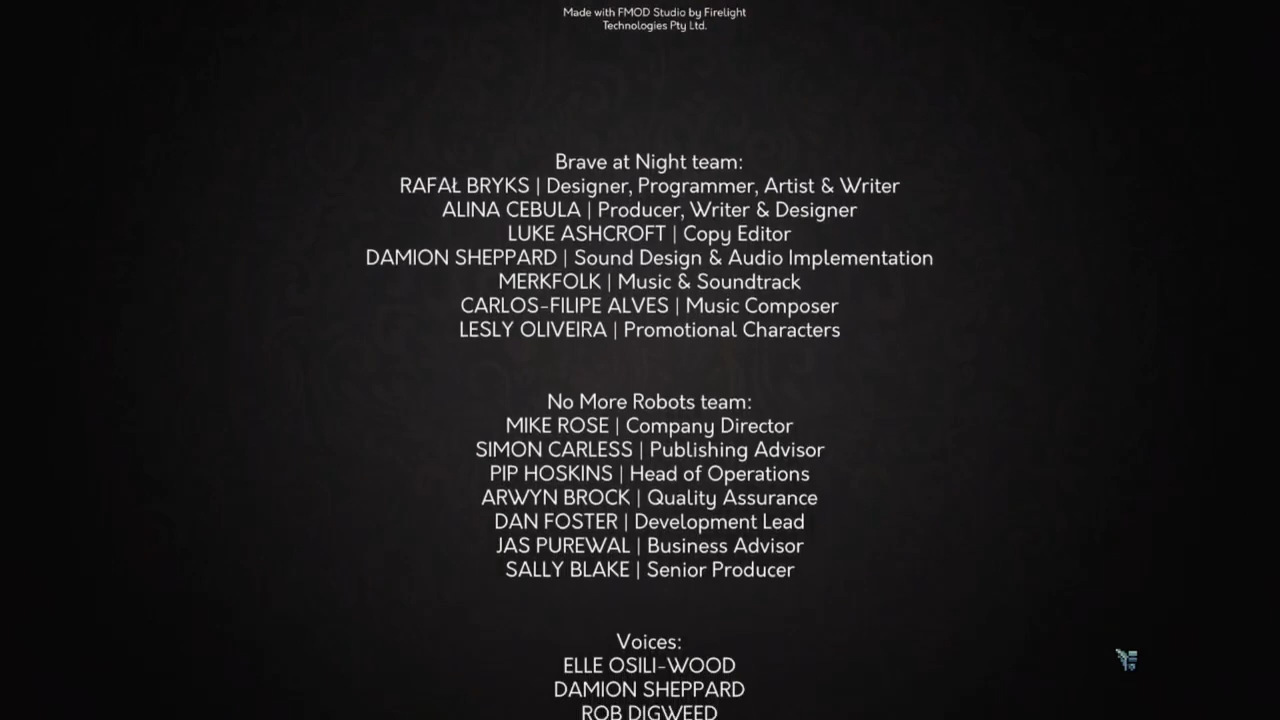 Made with FMOD Studio by Firelight
Technologies Pty Ltd.
Brave at Night team:
RAFAŁ BRYKS | Designer, Programmer, Artist & Writer
ALINA CEBULA | Producer, Writer & Designer
LUKE ASHCROFT | Copy Editor
DAMION SHEPPARD | Sound Design & Audio Implementation
MERKFOLK | Music & Soundtrack
CARLOS-FILIPE ALVES | Music Composer
LESLY OLIVEIRA | Promotional Characters
No More Robots team:
MIKE ROSE | Company Director
SIMON CARLESS | Publishing Advisor
PIP HOSKINS | Head of Operations
ARWYN BROCK | Quality Assurance
DAN FOSTER | Development Lead
JAS PUREWAL | Business Advisor
SALLY BLAKE | Senior Producer
Voices:
ELLE OSILI-WOOD
DAMION SHEPPARD
ROB DIGWEED